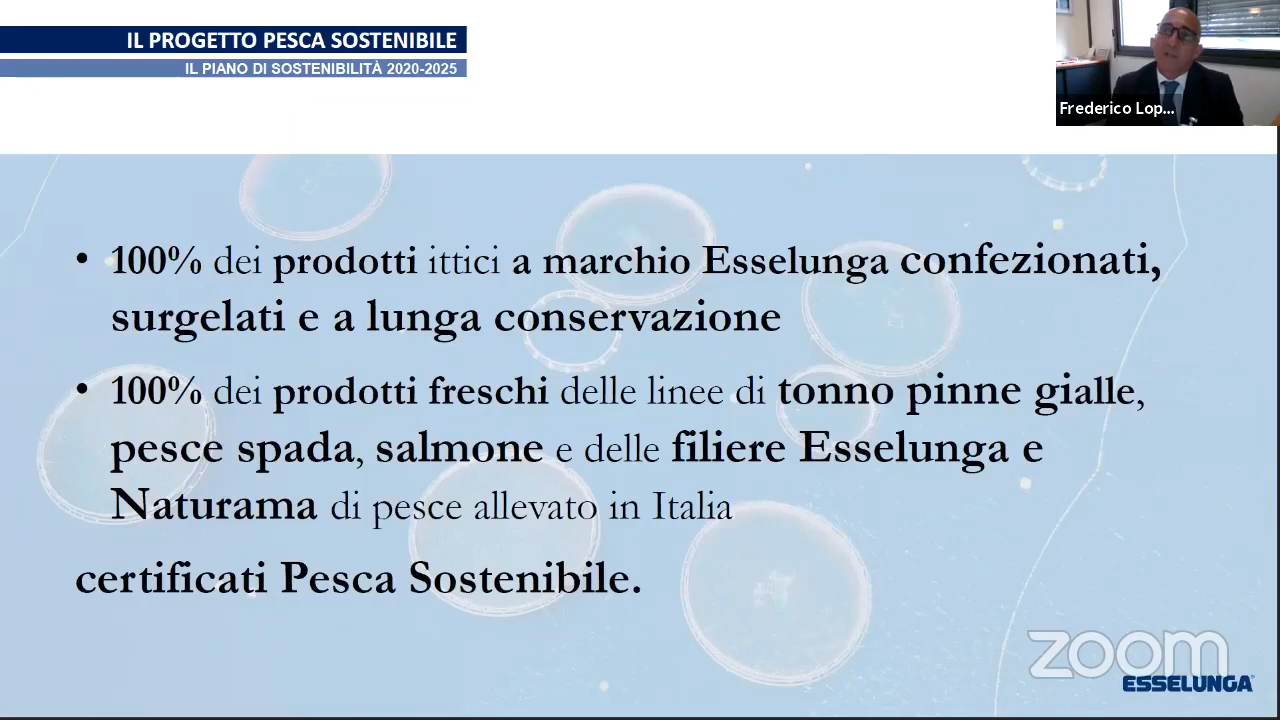 IL PROGETTO PESCA SOSTENIBILE
IL PIANO DI SOSTENIBILITÀ 2020-2025
Frederico Lop...
• 100% dei prodotti ittici a marchio Esselunga confezionati,
surgelati e a lunga conservazione
• 100% dei prodotti freschi delle linee di tonno pinne gialle,
pesce spada, salmone e delle filiere Esselunga e
Naturama di pesce allevato in Italia
certificati Pesca Sostenibile.
zoom
ESSELUNGA